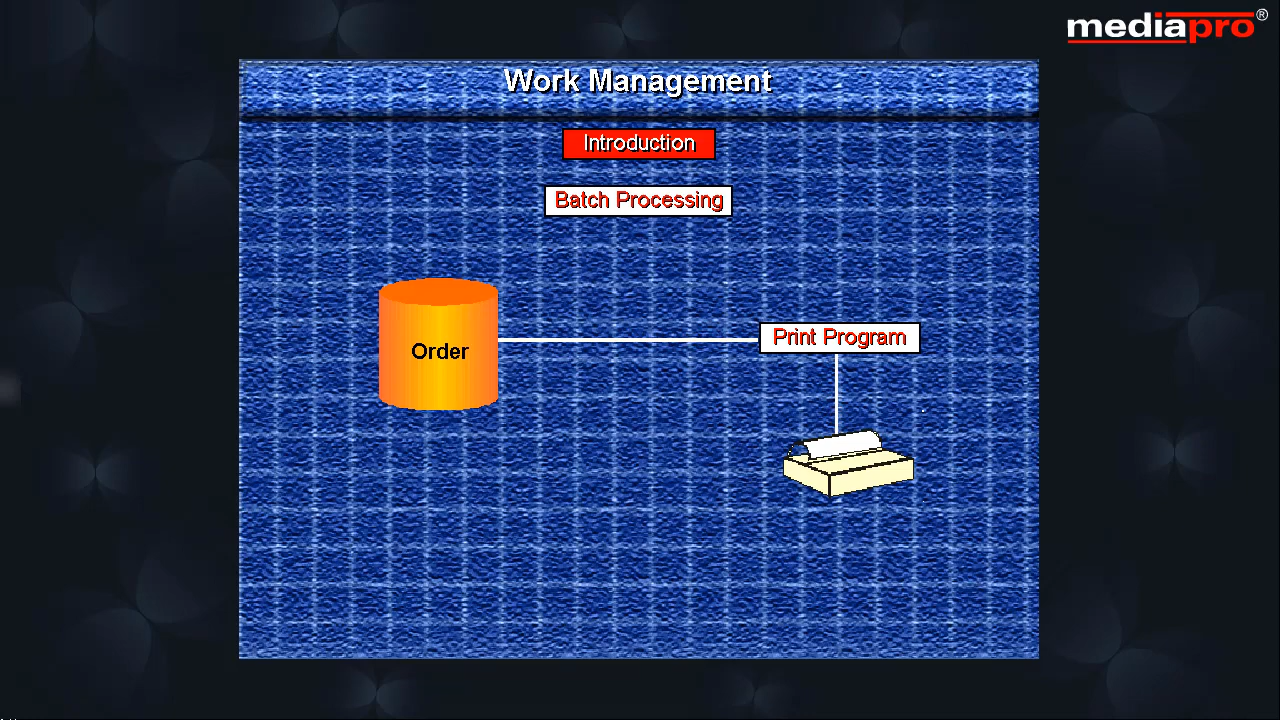 mediapro®
Work Management
Introduction
Batch Processing
Order
Print Program